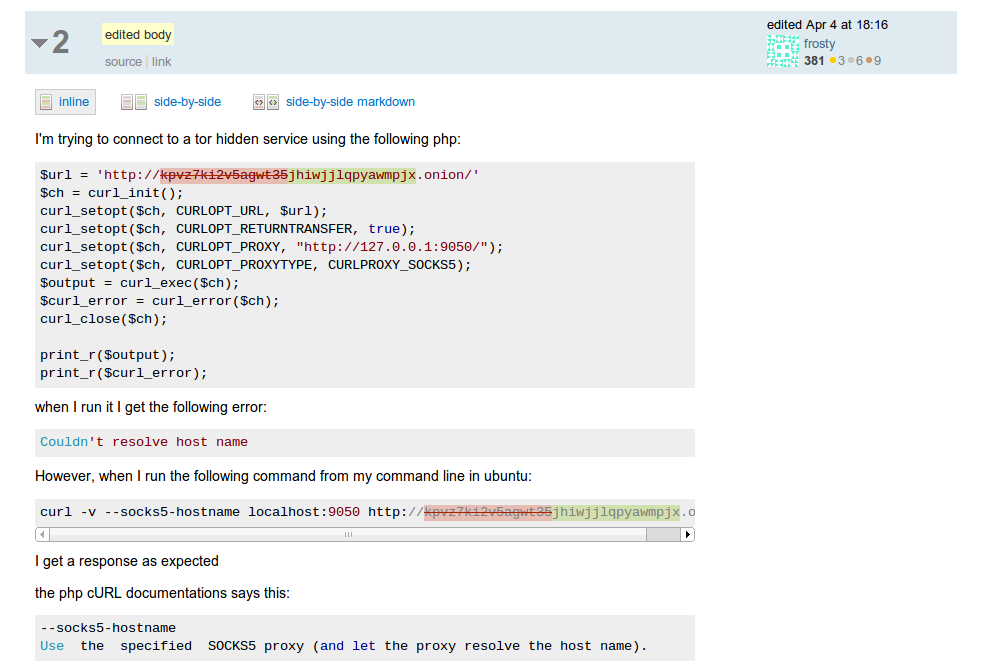 2
edited body
source | link
edited Apr 4 at 18:16
frosty
381 3 6 9
inline
side-by-side
side-by-side markdown
I'm trying to connect to a tor hidden service using the following php:
$url = 'http://kpvz7ki2v5agwt35jhiwjjlqpyawmpjx.onion/'
$ch = curl_init();
curl_setopt($ch, CURLOPT_URL, $url);
curl_setopt($ch, CURLOPT_RETURNTRANSFER, true);
curl_setopt($ch, CURLOPT_PROXY, "http://127.0.0.1:9050/");
curl_setopt($ch, CURLOPT_PROXYTYPE, CURLPROXY_SOCKS5);
$output = curl_exec($ch);
$curl_error = curl_error($ch);
curl_close($ch);
print_r($output);
print_r($curl_error);
when I run it I get the following error:
Couldn't resolve host name
However, when I run the following command from my command line in ubuntu:
curl -v --socks5-hostname localhost:9050 http://kpvz7ki2v5agwt35jhiwjjlqpyawmpjx.o
I get a response as expected
the php cURL documentations says this:
--socks5-hostname
Use the specified SOCKS5 proxy (and let the proxy resolve the host name).